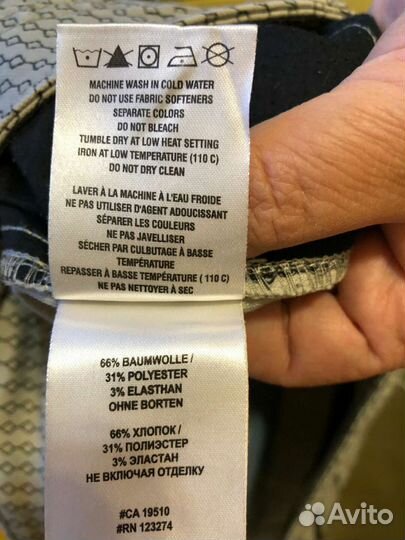 MACHINE WASH IN COLD WATER
DO NOT USE FABRIC SOFTENERS
SEPARATE COLORS
DO NOT BLEACH
TUMBLE DRY AT LOW HEAT SETTING
IRON AT LOW TEMPERATURE (110 C)
DO NOT DRY CLEAN
LAVER À LA MACHINE À L'EAU FROIDE
NE PAS UTILISER D'AGENT ADOUCISSANT
SÉPARER LES COULEURS
NE PAS JAVELLISER
SÉCHER PAR CULBUTAGE À BASSE
TEMPÉRATURE
REPASSER À BASSE TEMPÉRATURE (110 C)
NE PAS NETTOYER À SEC
66% BAUMWOLLE /
31% POLYESTER
3% ELASTHAN
OHNE BORTEN
66% ХЛОПОК /
31% ПОЛИЭСТЕР
3% ЭЛАСТАН
НЕ ВКЛЮЧАЯ ОТДЕЛКУ
#CA 19510
#RN 123274
Avito